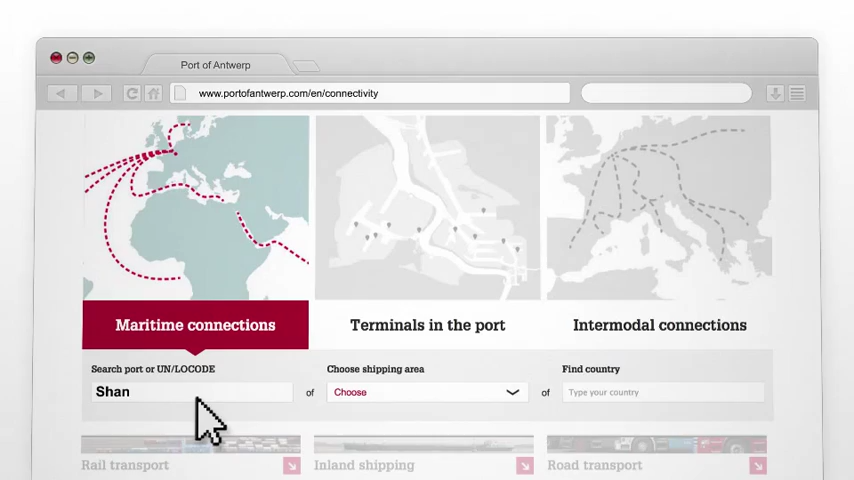 Port of Antwerp
www.portofantwerp.com/en/connectivity
Maritime connections
Terminals in the port
Intermodal connections
Search port or UN/LOCODE
Choose shipping area
Find country
Shan
of
Choose
of
Type your country
Rail transport
Inland shipping
Road transport